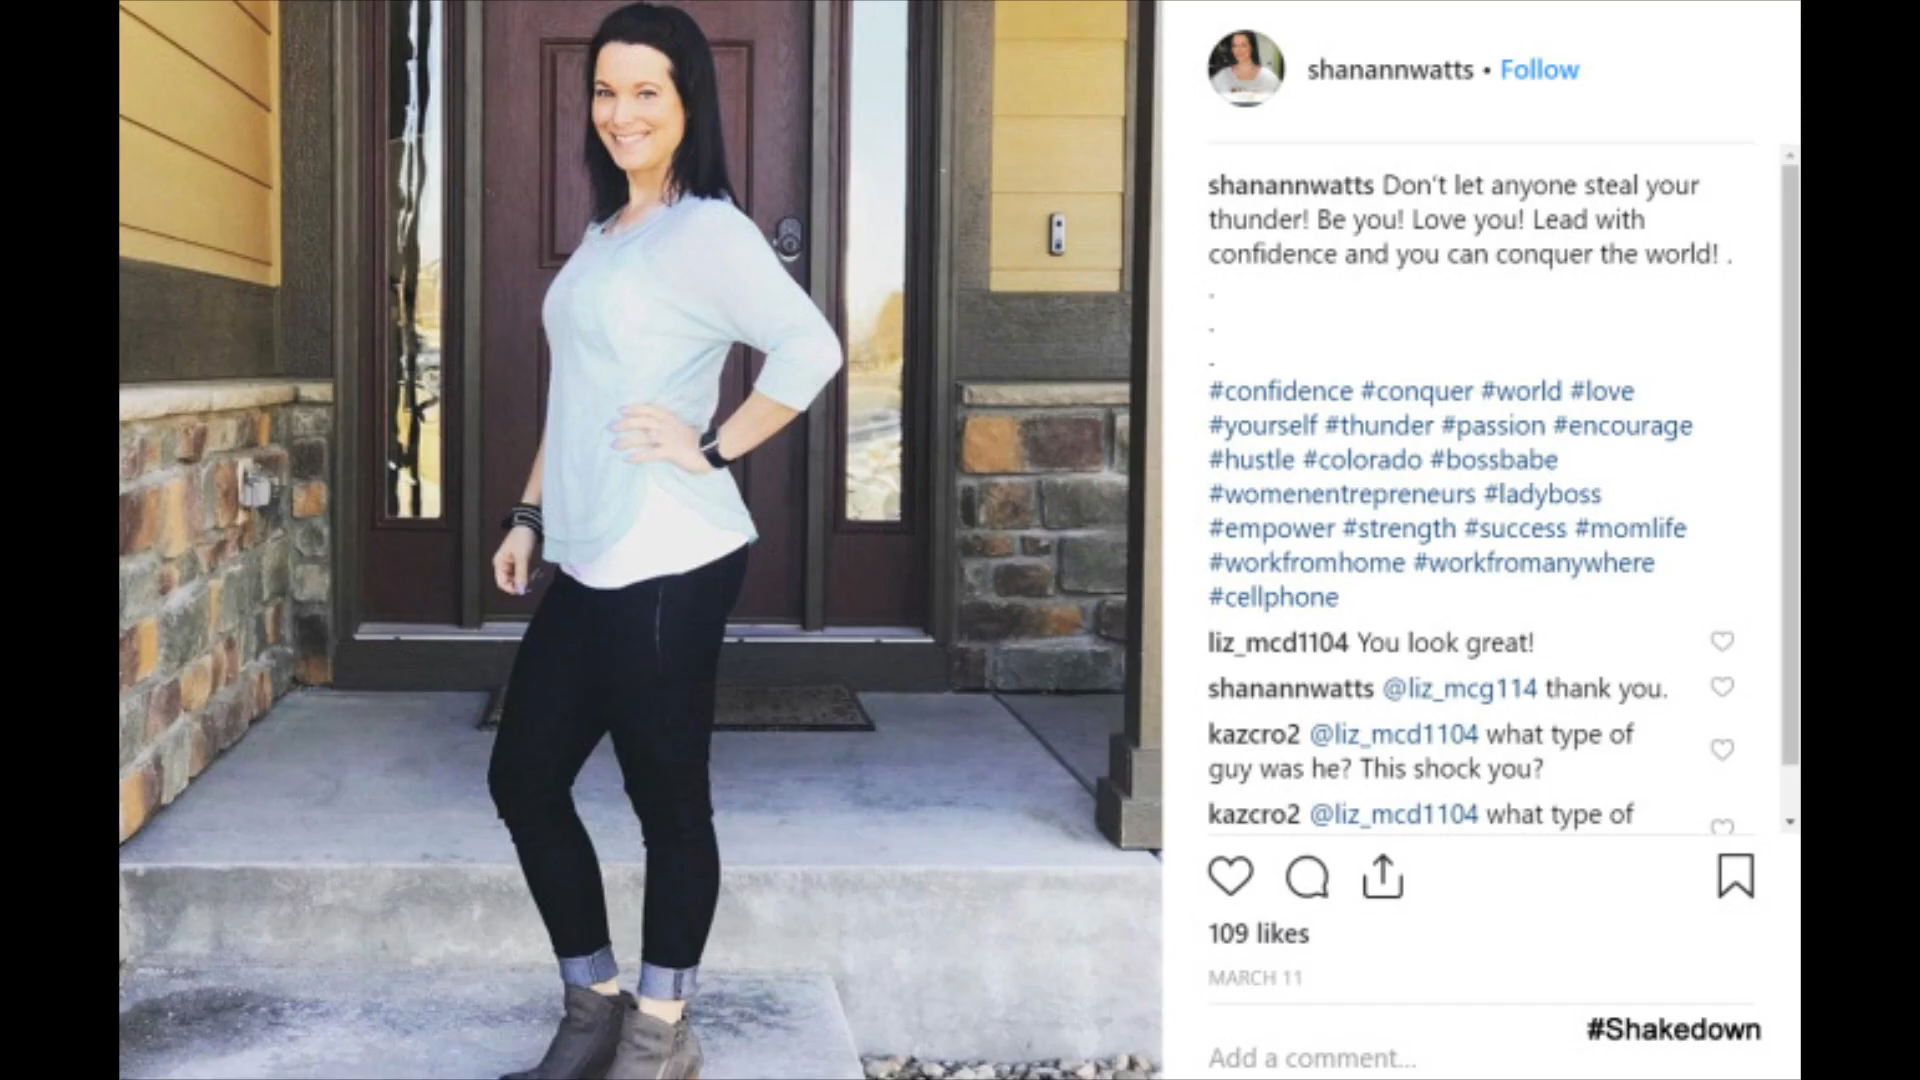 shanannwatts • Follow
shanannwatts Don't let anyone steal your
thunder! Be you! Love you! Lead with
confidence and you can conquer the world! .
.
.
.
#confidence #conquer #world #love
#yourself #thunder #passion #encourage
#hustle #colorado #bossbabe
#womenentrepreneurs #ladyboss
#empower #strength #success #momlife
#workfromhome #workfromanywhere
#cellphone
liz_mcd1104 You look great!
shanannwatts @liz_mcg114 thank you.
kazcro2 @liz_mcd1104 what type of
guy was he? This shock you?
kazcro2 @liz_mcd1104 what type of
109 likes
MARCH 11
#Shakedown
Add a comment...